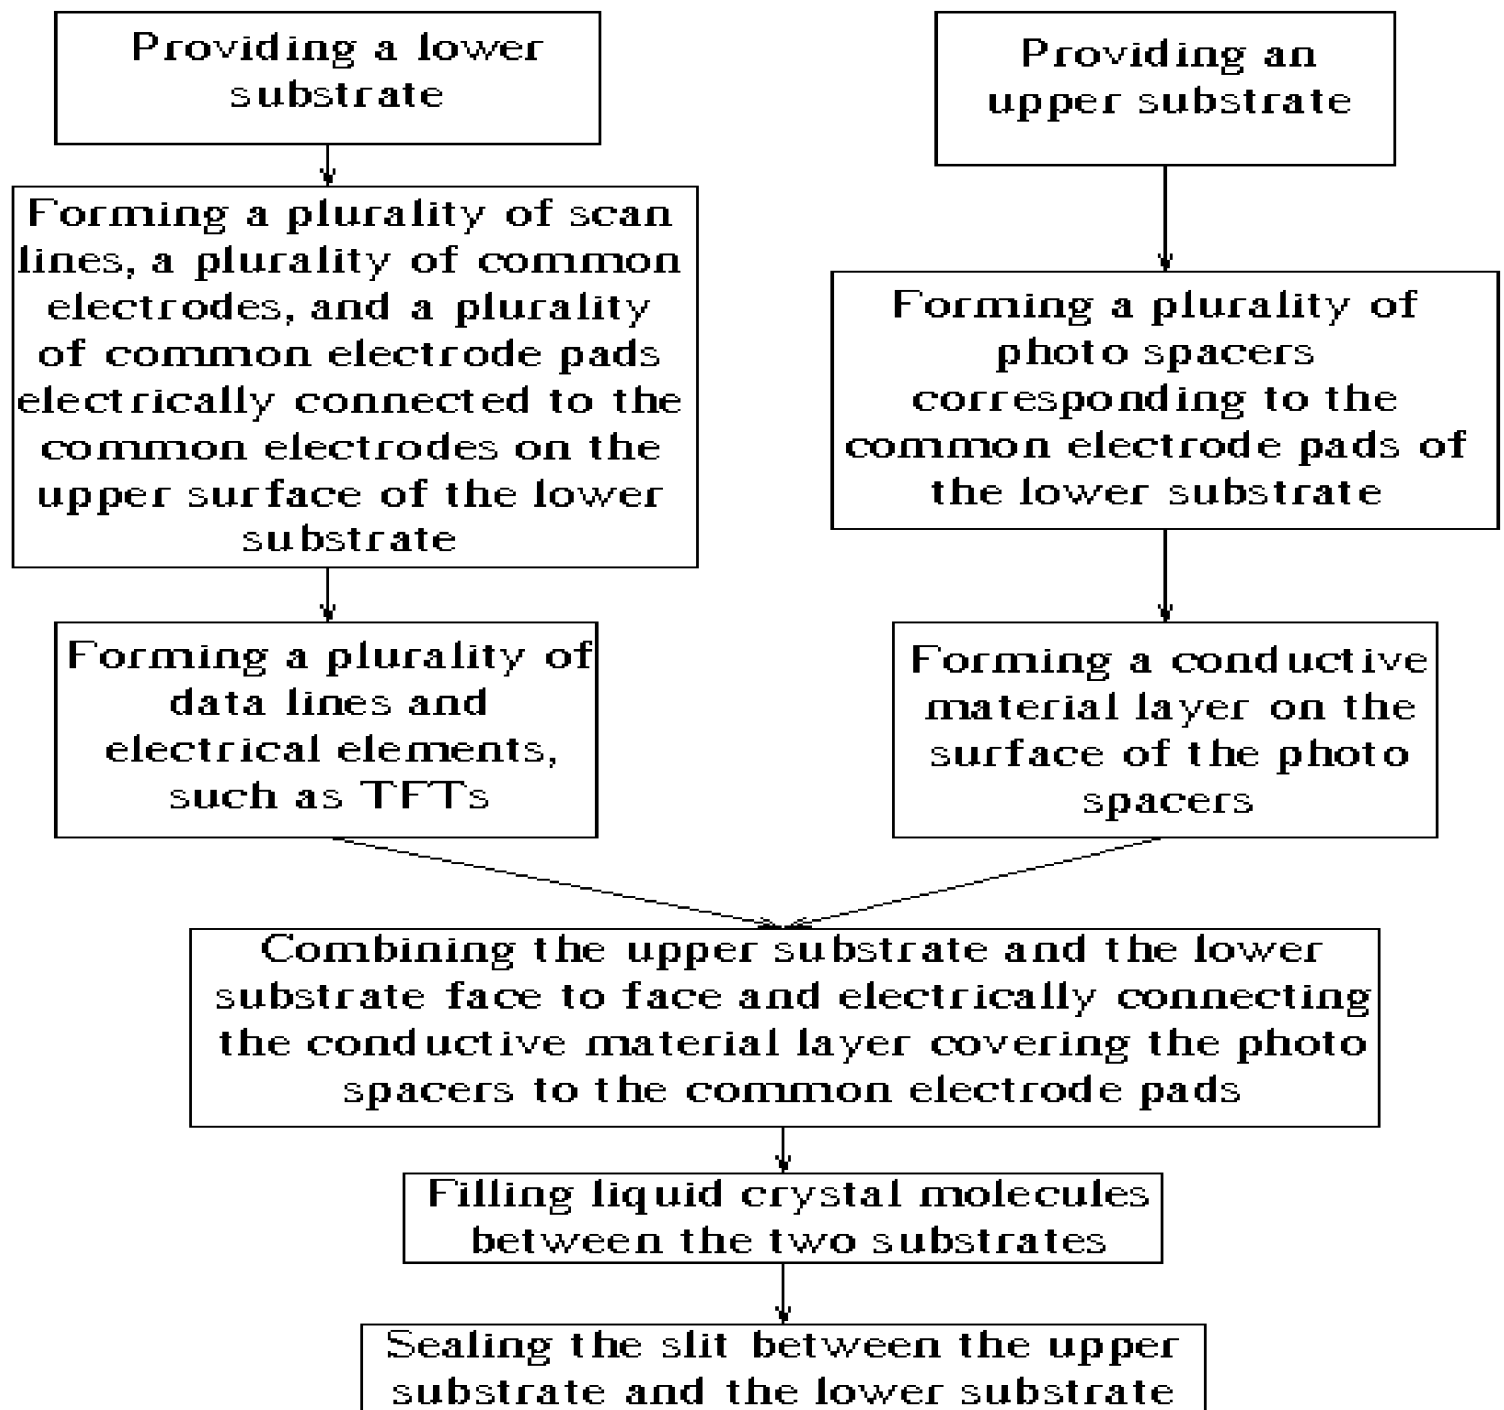 Providing a lower
substrate
Forming a plurality of scan
lines, a plurality of common
electrodes, and a plurality
of common electrode pads
electrically connected to the
common electrodes on the
upper surface of the lower
substrate
Forming a plurality of
data lines and
electrical elements,
such as TFTs
Providing an
upper substrate
Forming a plurality of
photo spacers
corresponding to the
common electrode pads of
the lower substrate
Forming a conductive
material layer on the
surface of the photo
spacers
Combining the upper substrate and the lower
substrate face to face and electrically connecting
the conductive material layer covering the photo
spacers to the common electrode pads
Filling liquid crystal molecules
between the two substrates
Sealing the slit between the upper
substrate and the lower substrate